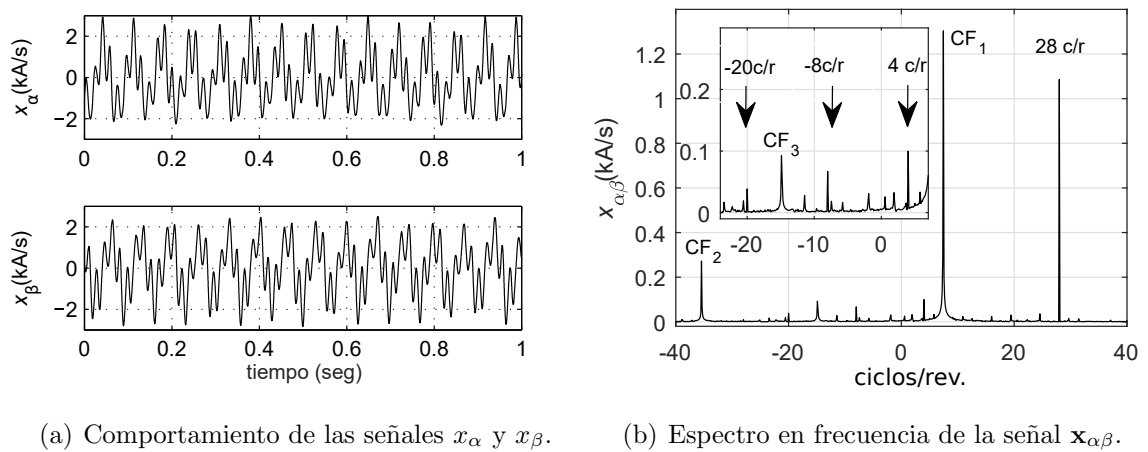 x_α(kA/s)
2
0
−2
0
0.2
0.4
0.6
0.8
1
x_β(kA/s)
2
0
−2
0
0.2
0.4
0.6
0.8
1
tiempo (seg)
(a) Comportamiento de las señales x_α y x_β.
x_αβ(kA/s)
1.2
1
0.8
0.6
0.4
0.2
0
-40
-20
0
20
40
ciclos/rev.
CF_1
28 c/r
CF_2
-20c/r
-8c/r
4 c/r
CF_3
0.2
0.1
0
-20
-10
0
(b) Espectro en frecuencia de la señal x_αβ.